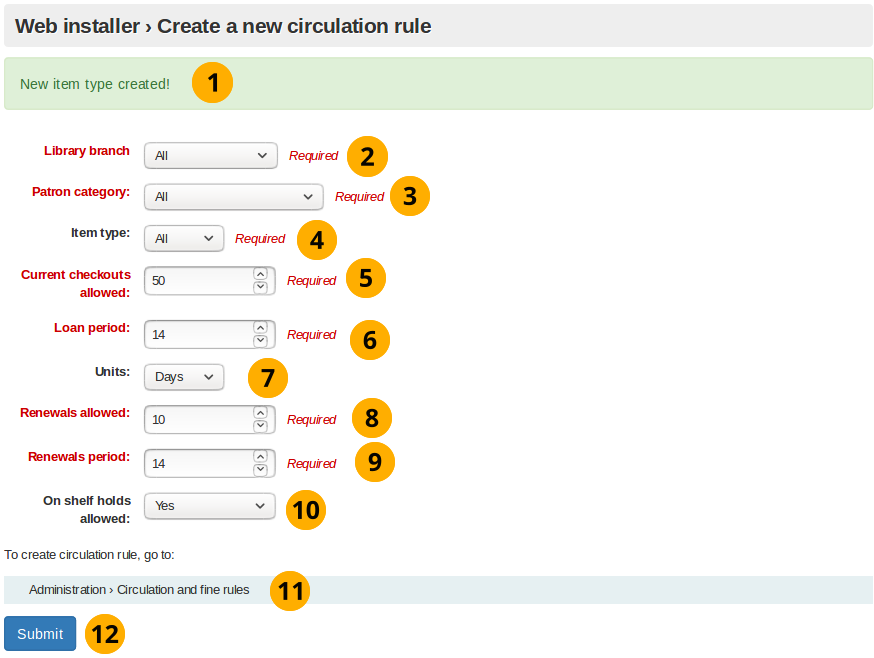 Web installer › Create a new circulation rule
New item type created! 1
Library branch All Required 2
Patron category: All Required 3
Item type: All Required 4
Current checkouts allowed: 50 Required 5
Loan period: 14 Required 6
Units: Days 7
Renewals allowed: 10 Required 8
Renewals period: 14 Required 9
On shelf holds allowed: Yes 10
To create circulation rule, go to:
Administration › Circulation and fine rules 11
Submit 12